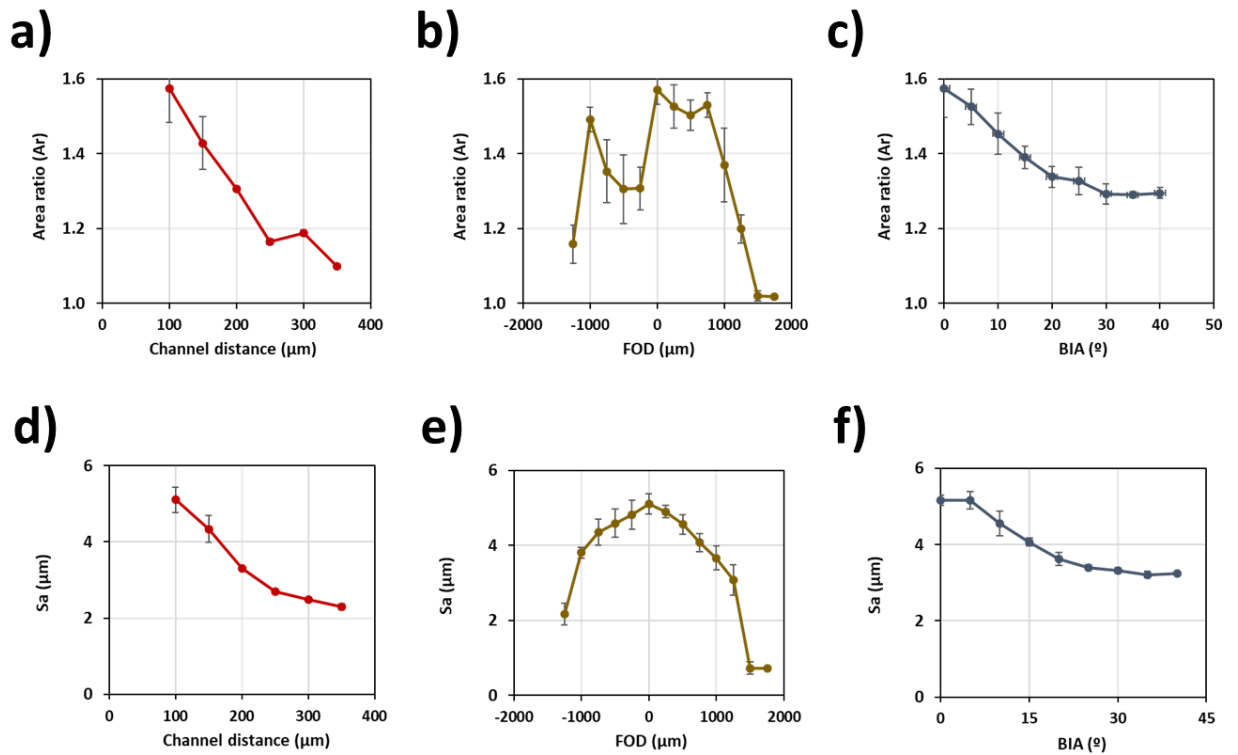 a)
b)
c)
Area ratio (Ar)
1.6
1.4
1.2
1.0
0 100 200 300 400
Channel distance (µm)
Area ratio (Ar)
1.6
1.4
1.2
1.0
-2000 -1000 0 1000 2000
FOD (µm)
Area ratio (Ar)
1.6
1.4
1.2
1.0
0 10 20 30 40 50
BIA (º)
d)
e)
f)
Sa (µm)
6
4
2
0
0 100 200 300 400
Channel distance (µm)
Sa (µm)
6
4
2
0
-2000 -1000 0 1000 2000
FOD (µm)
Sa (µm)
6
4
2
0
0 15 30 45
BIA (º)